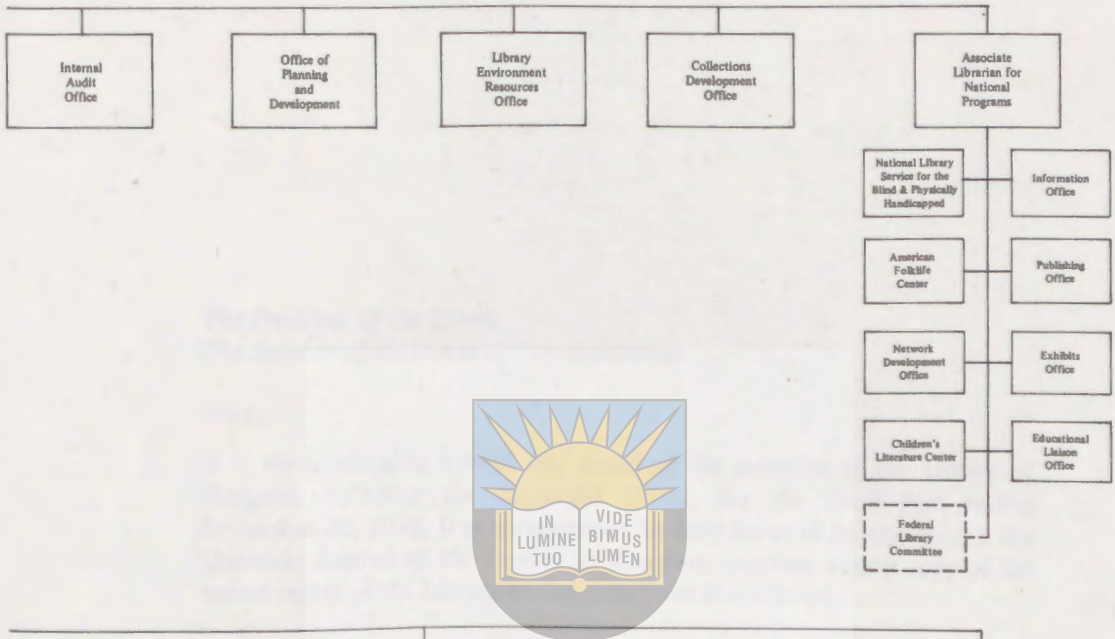 Internal
Audit
Office
Office of
Planning
and
Development
Library
Environment
Resources
Office
Collections
Development
Office
Associate
Librarian for
National
Programs
National Library
Service for the
Blind & Physically
Handicapped
Information
Office
American
Folklife
Center
Publishing
Office
Network
Development
Office
Exhibits
Office
Children's
Literature Center
Educational
Liaison
Office
Federal
Library
Committee
IN
LUMINE
TUO
VIDE
BIMUS
LUMEN